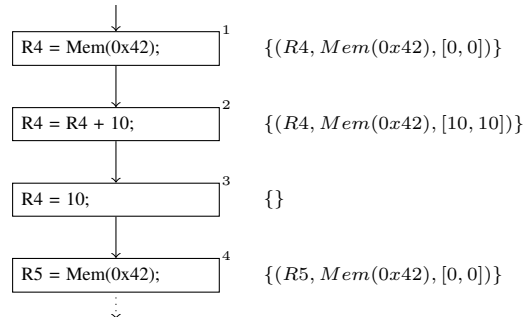 1
R4 = Mem(0x42); {(R4, Mem(0x42), [0, 0])}
2
R4 = R4 + 10; {(R4, Mem(0x42), [10, 10])}
3
R4 = 10; {}
4
R5 = Mem(0x42); {(R5, Mem(0x42), [0, 0])}